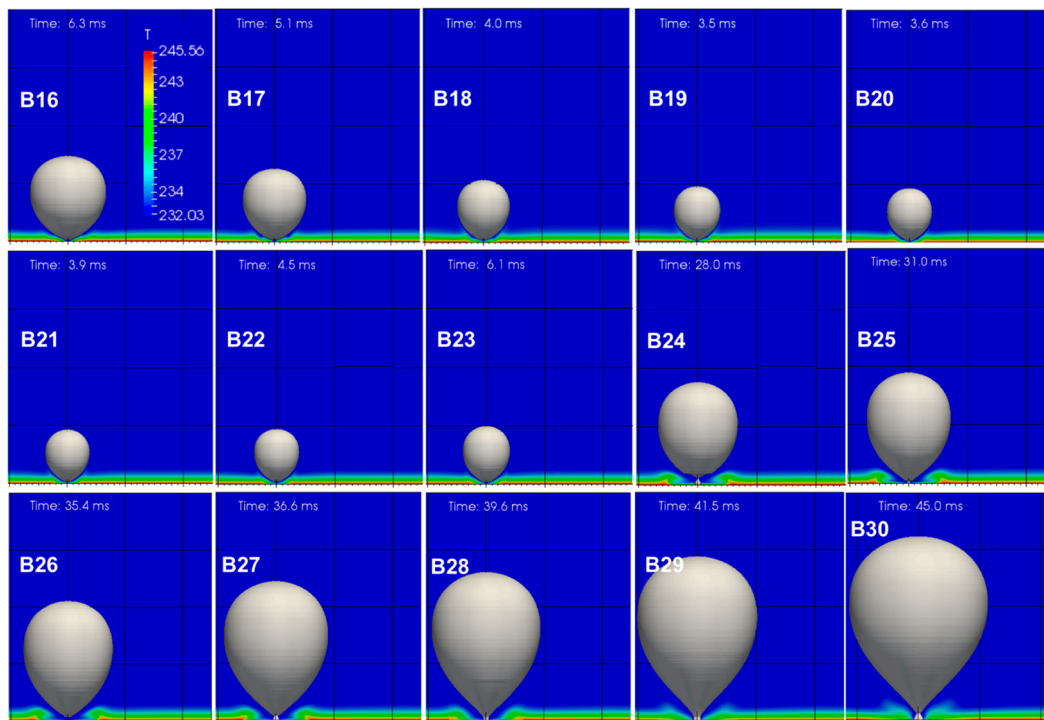 Time: 6.3 ms
T
245.56
243
240
237
234
232.03
B16
Time: 5.1 ms
B17
Time: 4.0 ms
B18
Time: 3.5 ms
B19
Time: 3.6 ms
B20
Time: 3.9 ms
B21
Time: 4.5 ms
B22
Time: 6.1 ms
B23
Time: 28.0 ms
B24
Time: 31.0 ms
B25
Time: 35.4 ms
B26
Time: 36.6 ms
B27
Time: 39.6 ms
B28
Time: 41.5 ms
B29
Time: 45.0 ms
B30